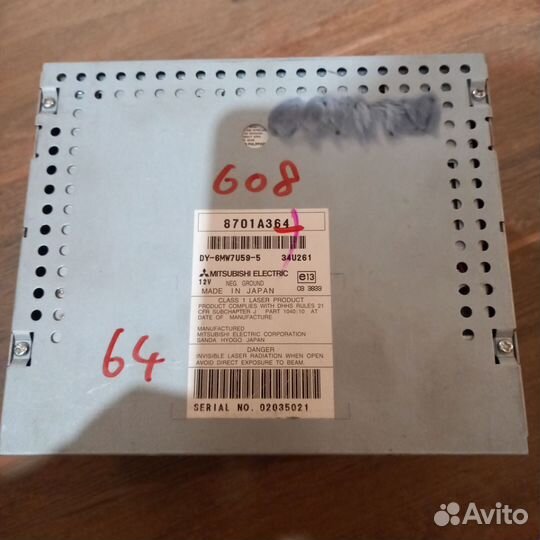 608
8701A364
DY-6MW7U59-5 34U261
MITSUBISHI ELECTRIC
12V NEG GROUND
MADE IN JAPAN
e13
03 3833
CLASS 1 LASER PRODUCT
PRODUCT COMPLIES WITH DHHS RULES 21
CFR SUBCHAPTER J PART 1040:10 AT
DATE OF MANUFACTURE
MANUFACTURED
MITSUBISHI ELECTRIC CORPORATION
SANDA HYOGO JAPAN
DANGER
INVISIBLE LASER RADIATION WHEN OPEN.
AVOID DIRECT EXPOSURE TO BEAM.
64
SERIAL NO. 02035021
Avito